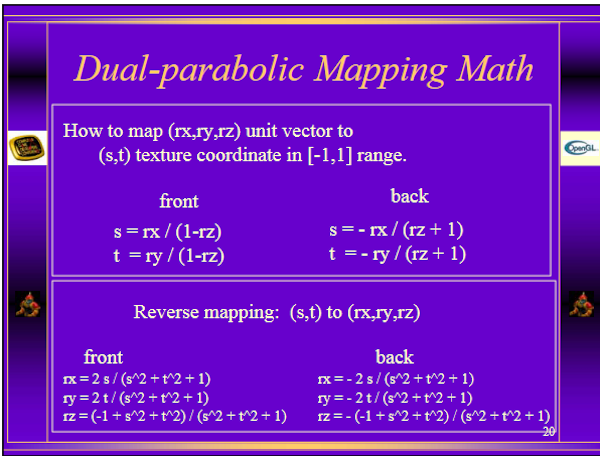 Dual-parabolic Mapping Math
How to map (rx,ry,rz) unit vector to
(s,t) texture coordinate in [-1,1] range.
front
s = rx / (1-rz)
t = ry / (1-rz)
back
s = - rx / (rz + 1)
t = - ry / (rz + 1)
OpenGL
Reverse mapping: (s,t) to (rx,ry,rz)
front
rx = 2 s / (s^2 + t^2 + 1)
ry = 2 t / (s^2 + t^2 + 1)
rz = (-1 + s^2 + t^2) / (s^2 + t^2 + 1)
back
rx = - 2 s / (s^2 + t^2 + 1)
ry = - 2 t / (s^2 + t^2 + 1)
rz = - (-1 + s^2 + t^2) / (s^2 + t^2 + 1)
20